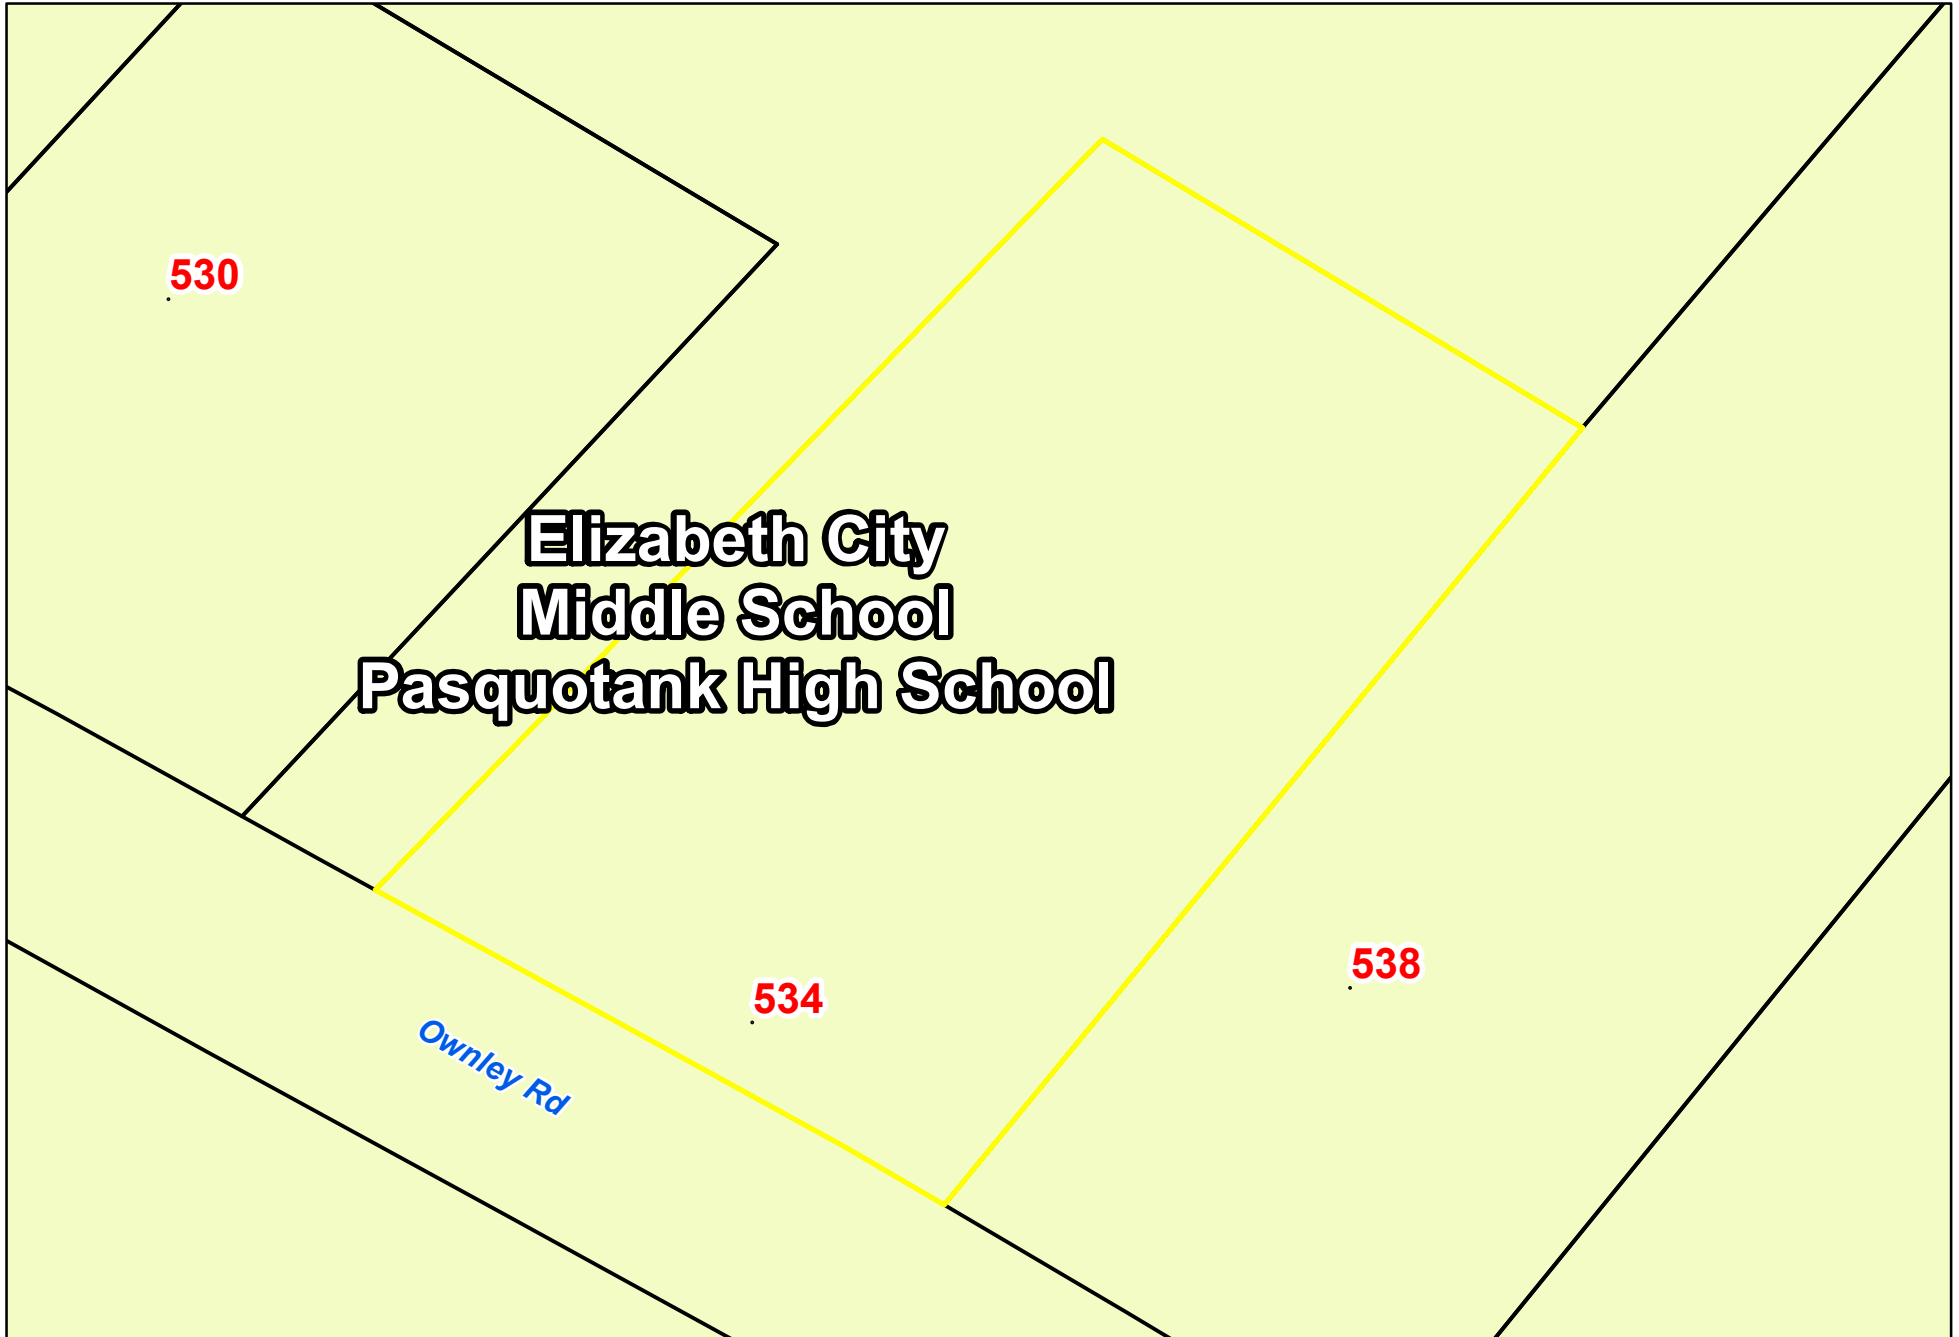 530
Elizabeth City
Middle School
Pasquotank High School
538
534
Ownley Rd